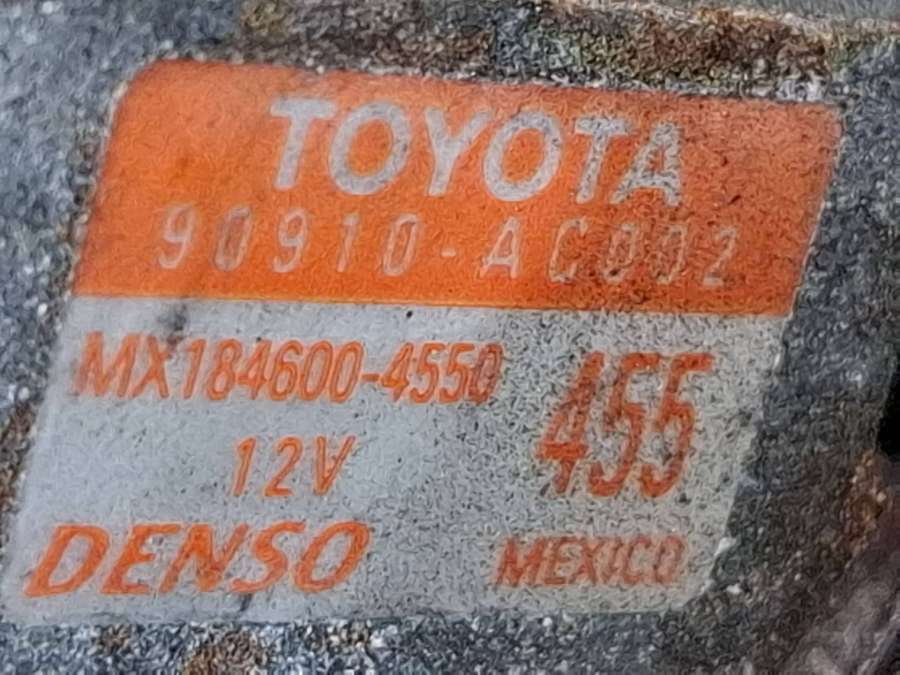 TOYOTA
90910-AC002
MX184600-4550
455
12V
DENSO
MEXICO